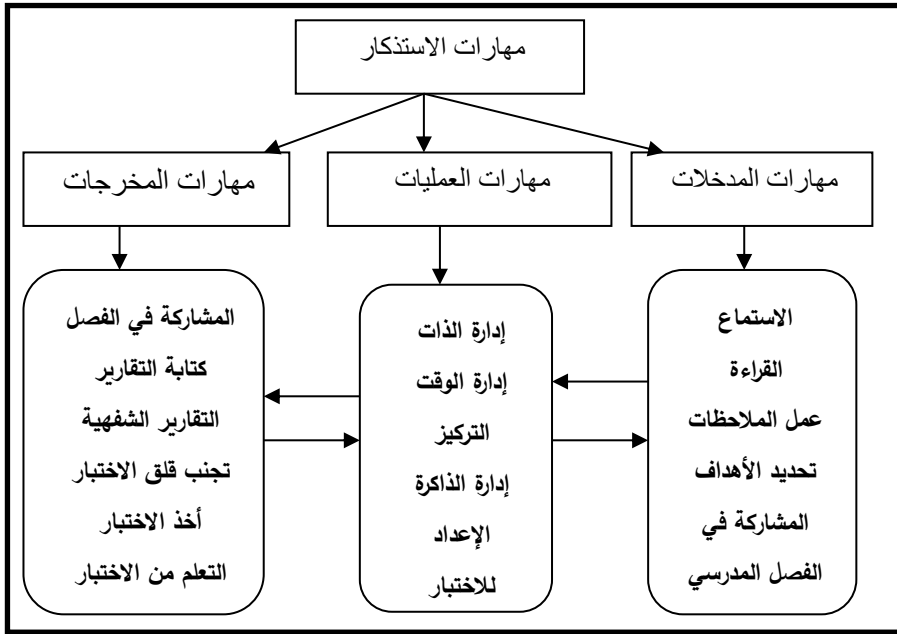 مهارات الاستذكار
مهارات المدخلات
مهارات العمليات
مهارات المخرجات
الاستماع
القراءة
عمل الملاحظات
تحديد الأهداف
المشاركة في
الفصل المدرسي
إدارة الذات
إدارة الوقت
التركيز
إدارة الذاكرة
الإعداد
للاختبار
المشاركة في الفصل
كتابة التقارير
التقارير الشفهية
تجنب قلق الاختبار
أخذ الاختبار
التعلم من الاختبار